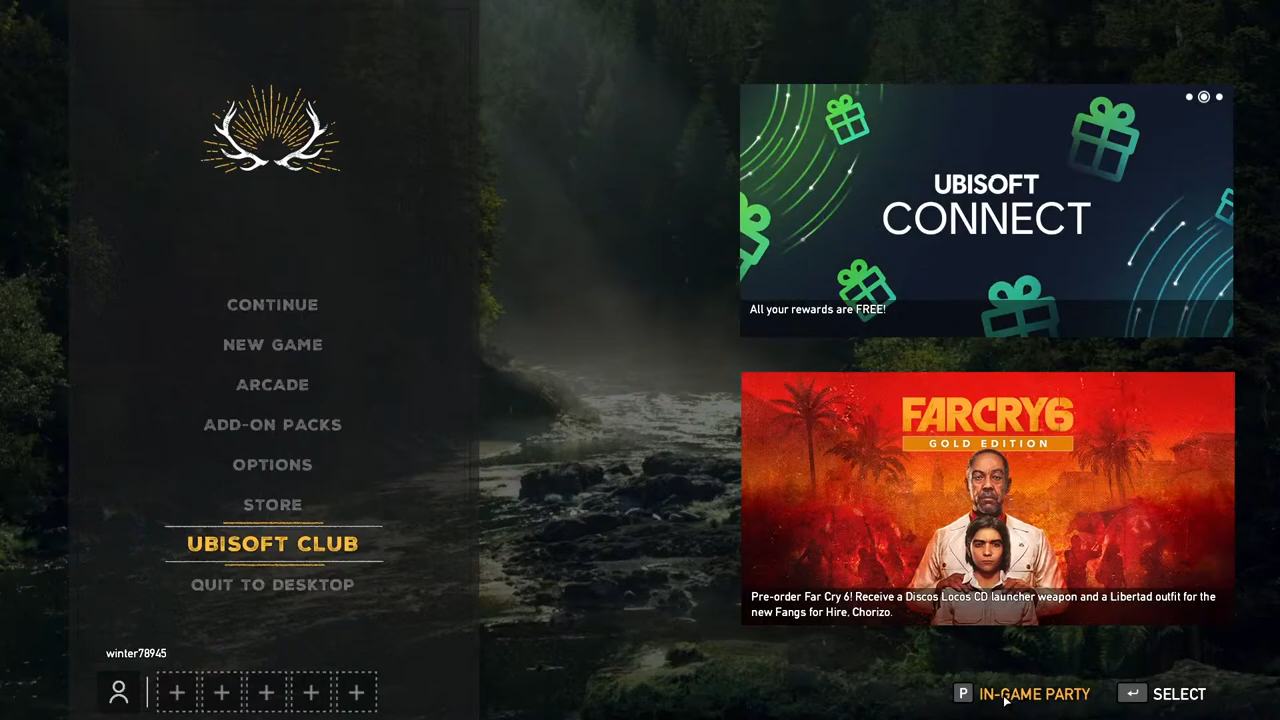 CONTINUE
NEW GAME
ARCADE
ADD-ON PACKS
OPTIONS
STORE
UBISOFT CLUB
QUIT TO DESKTOP
winter78945
UBISOFT
CONNECT
All your rewards are FREE!
FARCRY6
GOLD EDITION
Pre-order Far Cry 6! Receive a Discos Locos CD launcher weapon and a Libertad outfit for the
new Fangs for Hire, Chorizo.
P IN-GAME PARTY
SELECT